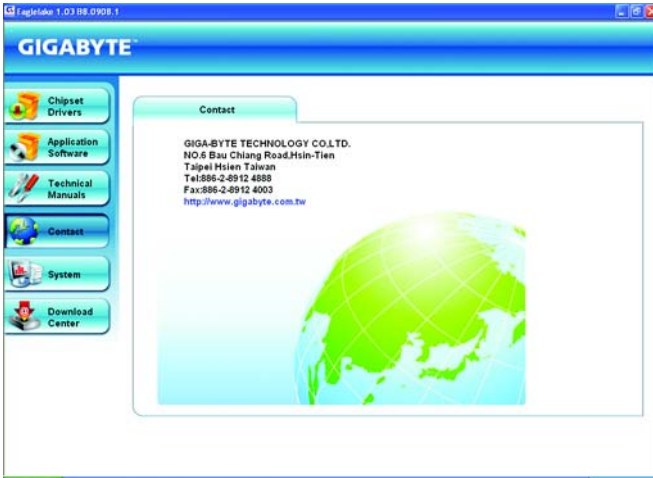 Eaglelake 1.03 B8.0908.1
GIGABYTE™
Chipset
Drivers
Application
Software
Technical
Manuals
Contact
System
Download
Center
Contact
GIGA-BYTE TECHNOLOGY CO.,LTD.
NO.6 Bau Chiang Road,Hsin-Tien
Taipei Hsien Taiwan
Tel:886-2-8912 4888
Fax:886-2-8912 4003
http://www.gigabyte.com.tw